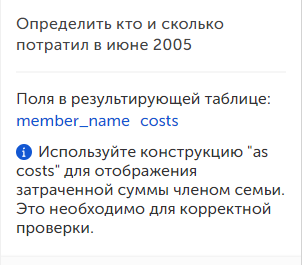 Определить кто и сколько
потратил в июне 2005
Поля в результирующей таблице:
member_name costs
Используйте конструкцию "as
costs" для отображения
затраченной суммы членом семьи.
Это необходимо для корректной
проверки.